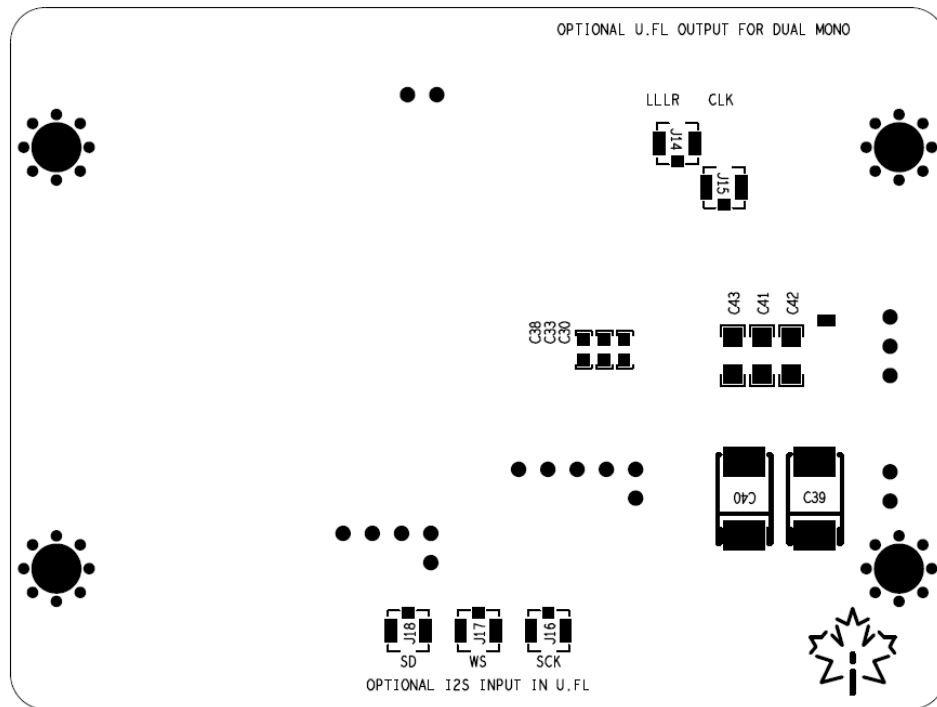 OPTIONAL U.FL OUTPUT FOR DUAL MONO
LLLR CLK
J14
J15
C43 C41 C42
C38
C33
C30
C40 C39
J18 J17 J16
SD WS SCK
OPTIONAL I2S INPUT IN U.FL